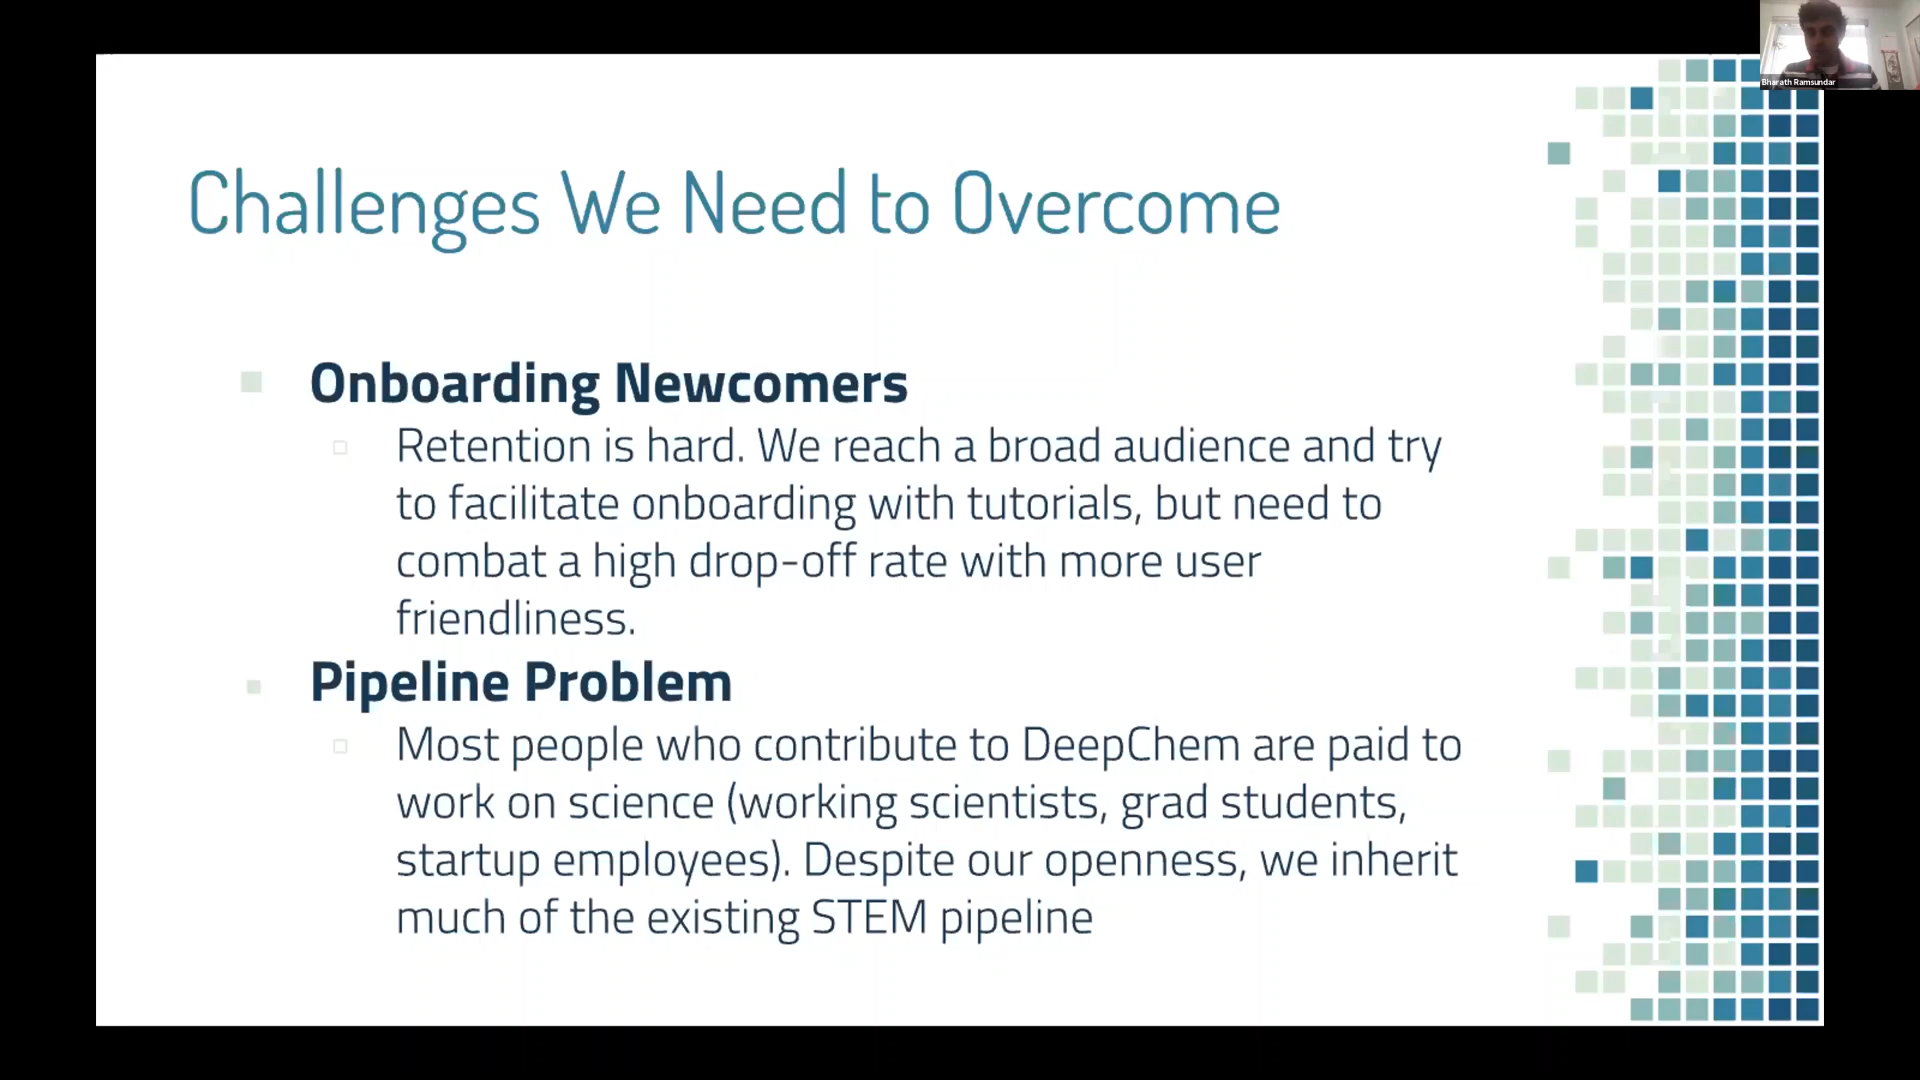 Bharath Ramsundar
Challenges We Need to Overcome
Onboarding Newcomers
Retention is hard. We reach a broad audience and try
to facilitate onboarding with tutorials, but need to
combat a high drop-off rate with more user
friendliness.
Pipeline Problem
Most people who contribute to DeepChem are paid to
work on science (working scientists, grad students,
startup employees). Despite our openness, we inherit
much of the existing STEM pipeline